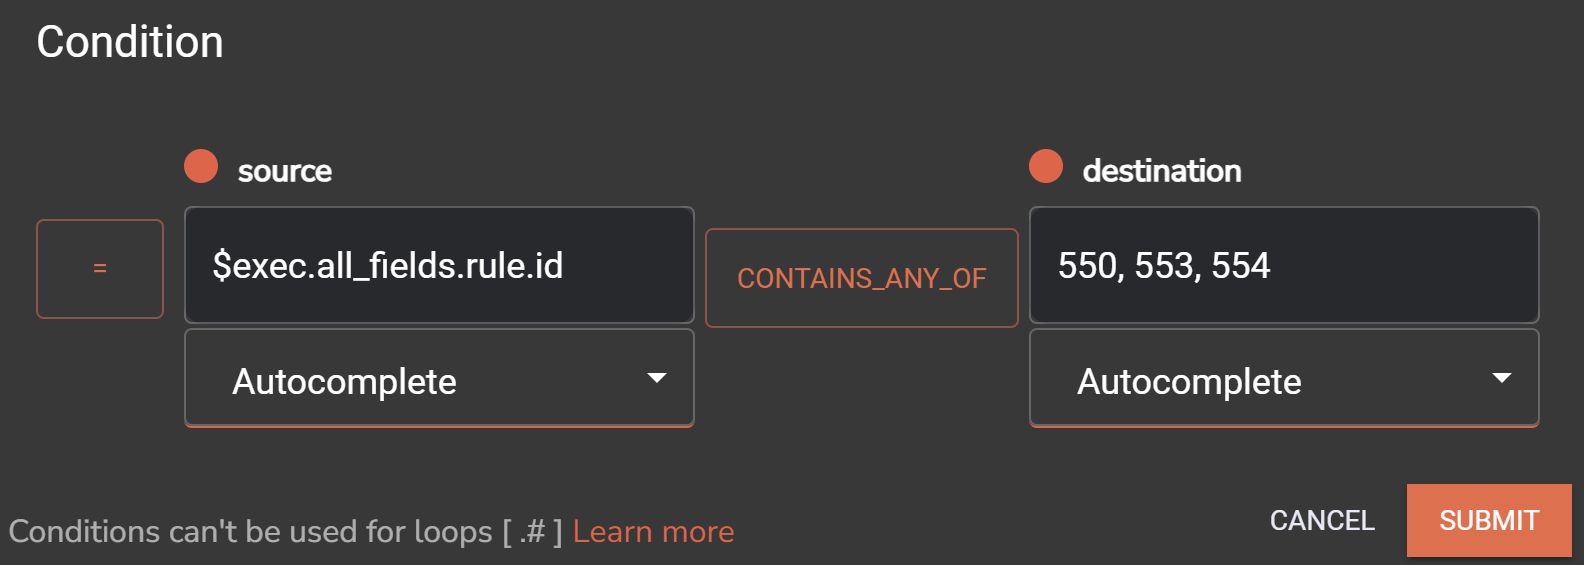 Condition
source
destination
=
$exec.all_fields.rule.id
CONTAINS_ANY_OF
550, 553, 554
Autocomplete
Autocomplete
Conditions can't be used for loops [ .# ] Learn more
CANCEL
SUBMIT